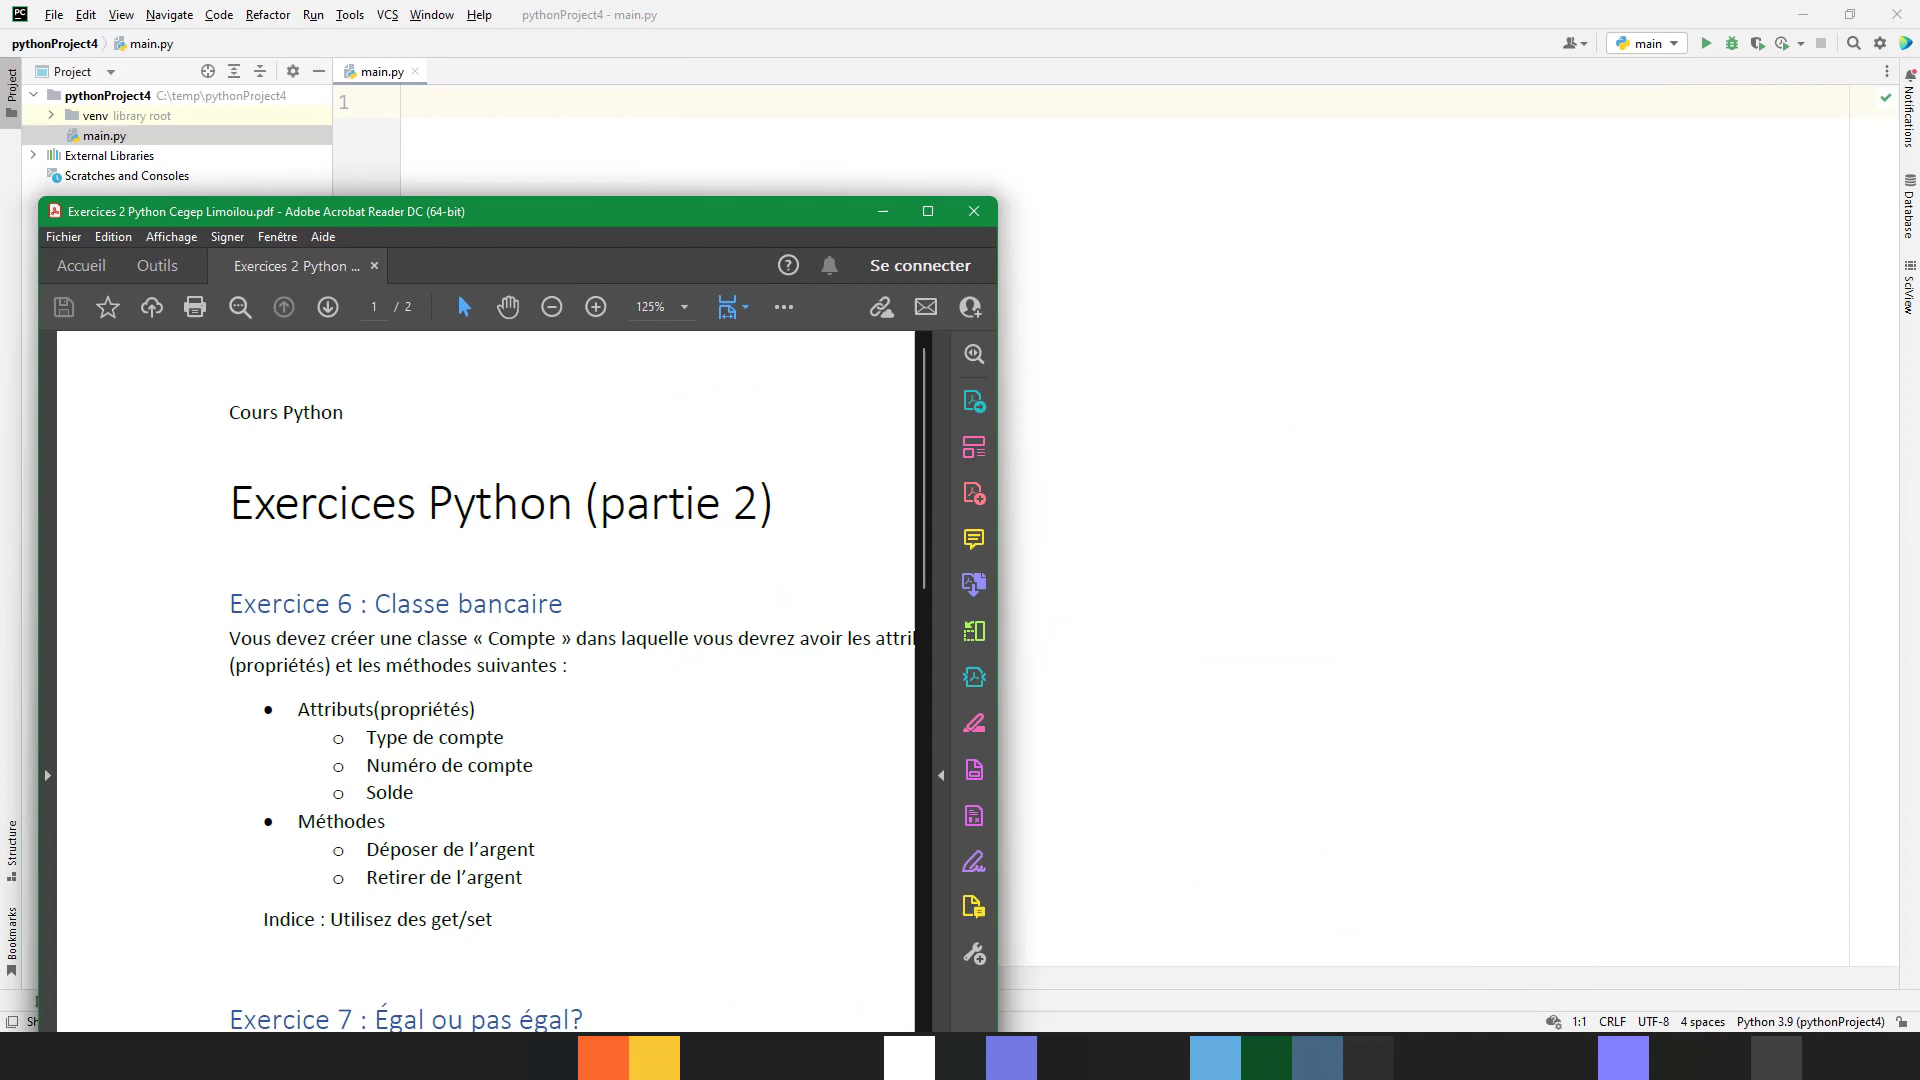 PC File Edit View Navigate Code Refactor Run Tools VCS Window Help pythonProject4 - main.py
pythonProject4 main.py main
Project Project main.py
1
pythonProject4 C:\temp\pythonProject4
venv library root
main.py
External Libraries
Scratches and Consoles
Notifications
Database
SciView
Exercices 2 Python Cegep Limoilou.pdf - Adobe Acrobat Reader DC (64-bit)
Fichier Edition Affichage Signer Fenêtre Aide
Accueil Outils Exercices 2 Python ... × Se connecter
1 / 2 125%
Cours Python
Exercices Python (partie 2)
Exercice 6 : Classe bancaire
Vous devez créer une classe « Compte » dans laquelle vous devrez avoir les attri
(propriétés) et les méthodes suivantes :
• Attributs(propriétés)
o Type de compte
o Numéro de compte
o Solde
• Méthodes
o Déposer de l’argent
o Retirer de l’argent
Indice : Utilisez des get/set
Exercice 7 : Égal ou pas égal?
Structure
Bookmarks
Sh 1:1 CRLF UTF-8 4 spaces Python 3.9 (pythonProject4)